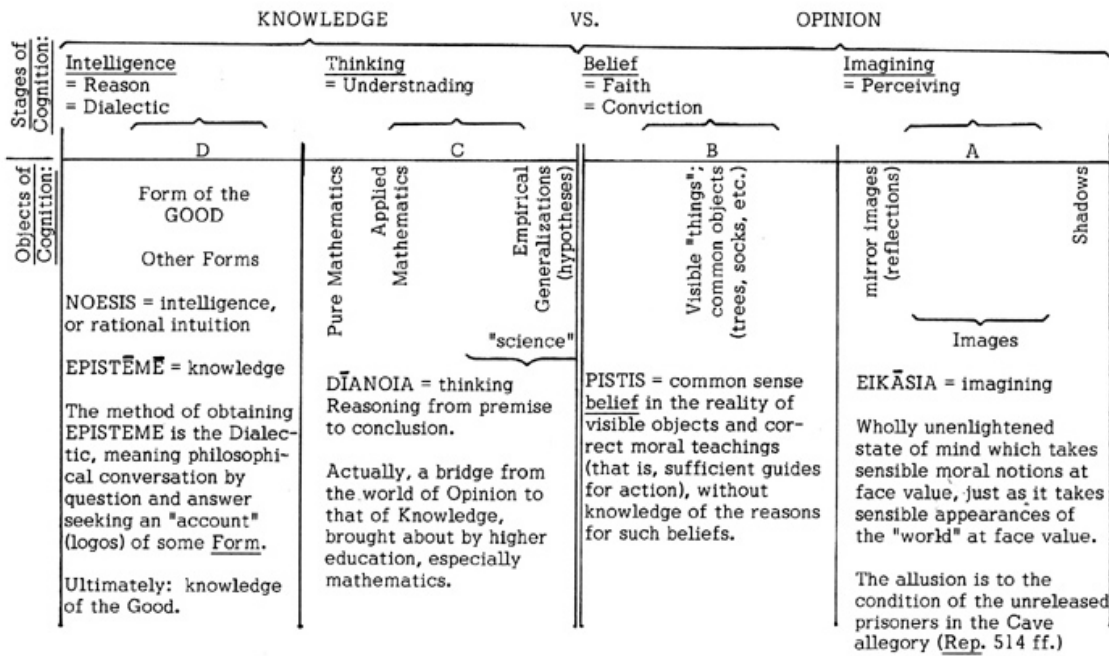 KNOWLEDGE VS. OPINION
Stages of
Cognition:
Intelligence
= Reason
= Dialectic
Thinking
= Understnading
Belief
= Faith
= Conviction
Imagining
= Perceiving
Objects of
Cognition:
D
Form of the
GOOD
Other Forms
NOESIS = intelligence,
or rational intuition
EPISTĒMĒ = knowledge
The method of obtaining
EPISTEME is the Dialec-
tic, meaning philosophi-
cal conversation by
question and answer
seeking an "account"
(logos) of some Form.
Ultimately: knowledge
of the Good.
C
Pure Mathematics
Applied
Mathematics
Empirical
Generalizations
(hypotheses)
"science"
DĪANOIA = thinking
Reasoning from premise
to conclusion.
Actually, a bridge from
the world of Opinion to
that of Knowledge,
brought about by higher
education, especially
mathematics.
B
Visible "things";
common objects
(trees, socks, etc.)
PISTIS = common sense
belief in the reality of
visible objects and cor-
rect moral teachings
(that is, sufficient guides
for action), without
knowledge of the reasons
for such beliefs.
A
mirror images
(reflections)
Shadows
Images
EIKĀSIA = imagining
Wholly unenlightened
state of mind which takes
sensible moral notions at
face value, just as it takes
sensible appearances of
the "world" at face value.
The allusion is to the
condition of the unreleased
prisoners in the Cave
allegory (Rep. 514 ff.)